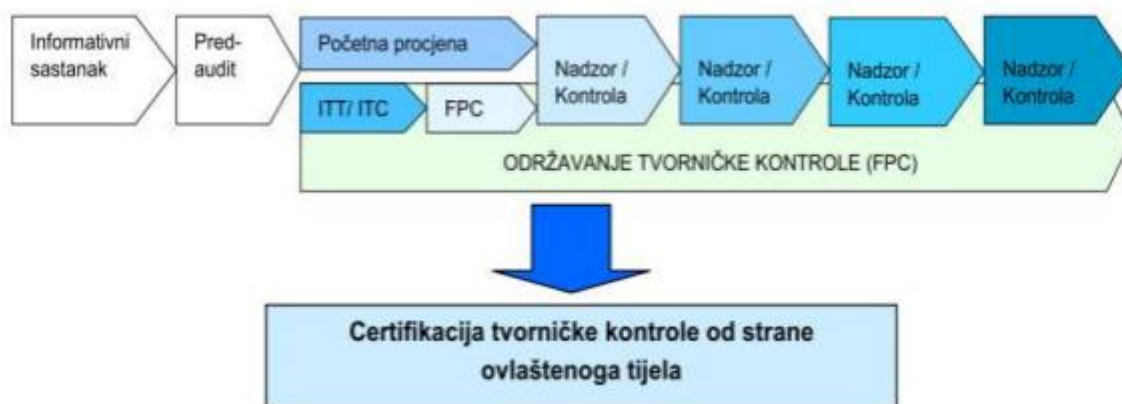 Informativni
sastanak
Pred-
audit
Početna procjena
ITT/ ITC
FPC
Nadzor /
Kontrola
Nadzor /
Kontrola
Nadzor /
Kontrola
Nadzor /
Kontrola
ODRŽAVANJE TVORNIČKE KONTROLE (FPC)
Certifikacija tvorničke kontrole od strane
ovlaštenoga tijela